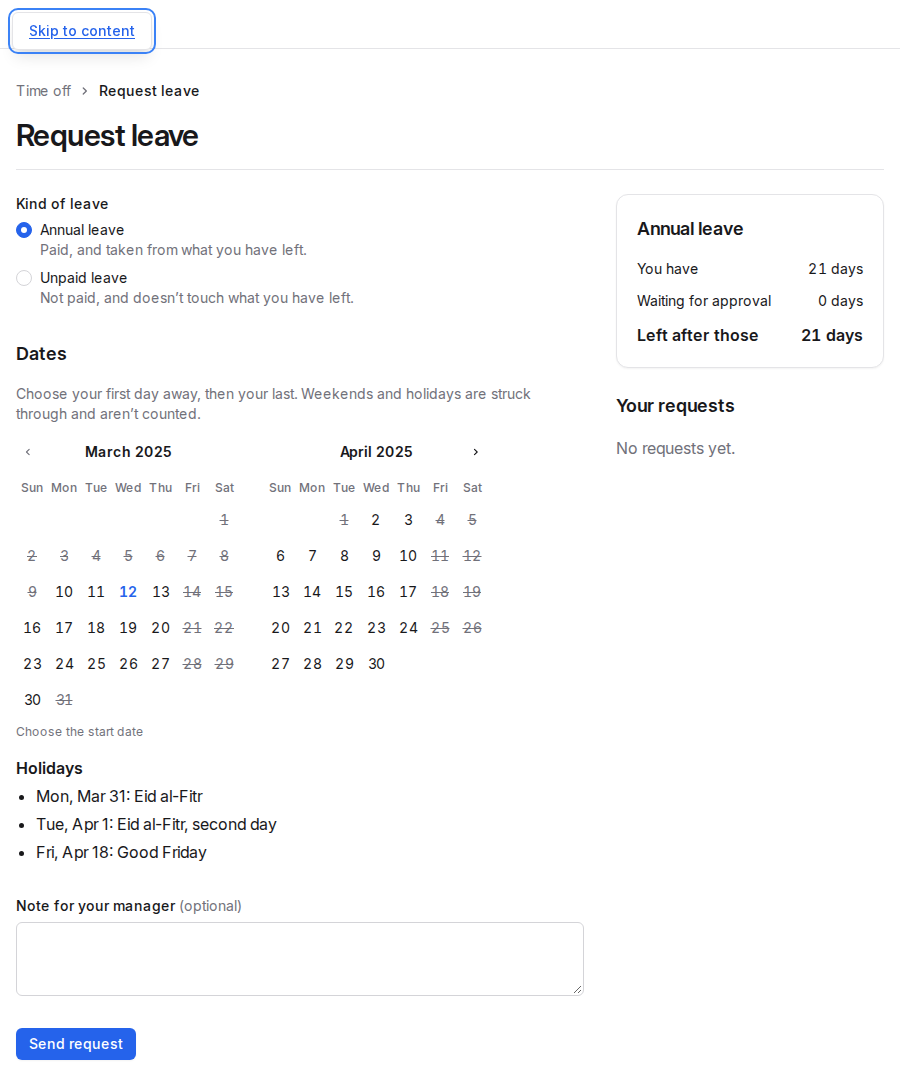 Skip to content
Time off > Request leave
Request leave
Kind of leave
Annual leave
Paid, and taken from what you have left.
Unpaid leave
Not paid, and doesn’t touch what you have left.
Dates
Choose your first day away, then your last. Weekends and holidays are struck
through and aren’t counted.
March 2025
Sun Mon Tue Wed Thu Fri Sat
1
2 3 4 5 6 7 8
9 10 11 12 13 14 15
16 17 18 19 20 21 22
23 24 25 26 27 28 29
30 31
April 2025
Sun Mon Tue Wed Thu Fri Sat
1 2 3 4 5
6 7 8 9 10 11 12
13 14 15 16 17 18 19
20 21 22 23 24 25 26
27 28 29 30
Choose the start date
Holidays
Mon, Mar 31: Eid al-Fitr
Tue, Apr 1: Eid al-Fitr, second day
Fri, Apr 18: Good Friday
Note for your manager (optional)
Send request
Annual leave
You have 21 days
Waiting for approval 0 days
Left after those 21 days
Your requests
No requests yet.